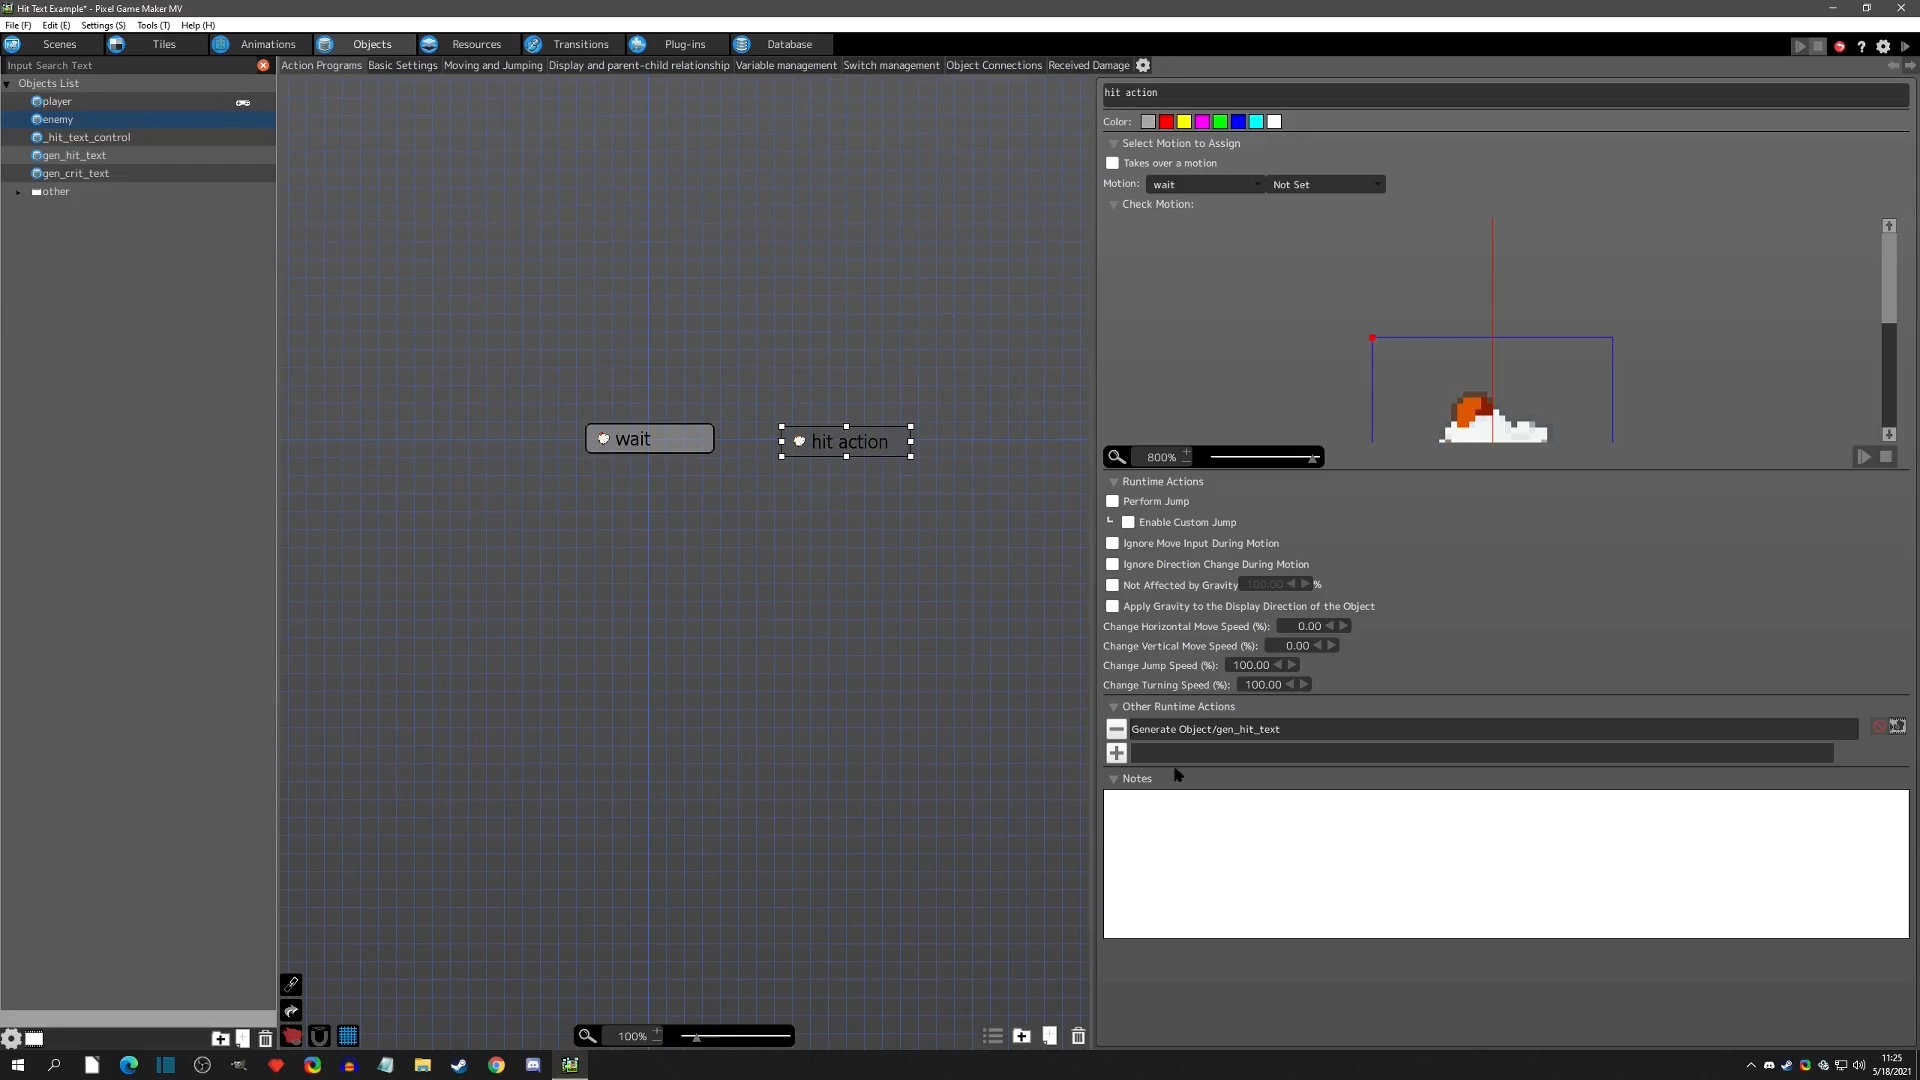 Hit Text Example* - Pixel Game Maker MV
File (F) Edit (E) Settings (S) Tools (T) Help (H)
Scenes Tiles Animations Objects Resources Transitions Plug-ins Database
Input Search Text
Action Programs Basic Settings Moving and Jumping Display and parent-child relationship Variable management Switch management Object Connections Received Damage
Objects List
player
enemy
_hit_text_control
gen_hit_text
gen_crit_text
other
wait
hit action
100%
hit action
Color:
Select Motion to Assign
Takes over a motion
Motion: wait Not Set
Check Motion:
800%
Runtime Actions
Perform Jump
Enable Custom Jump
Ignore Move Input During Motion
Ignore Direction Change During Motion
Not Affected by Gravity 100.00 %
Apply Gravity to the Display Direction of the Object
Change Horizontal Move Speed (%): 0.00
Change Vertical Move Speed (%): 0.00
Change Jump Speed (%): 100.00
Change Turning Speed (%): 100.00
Other Runtime Actions
Generate Object/gen_hit_text
Notes
11:25
5/18/2021